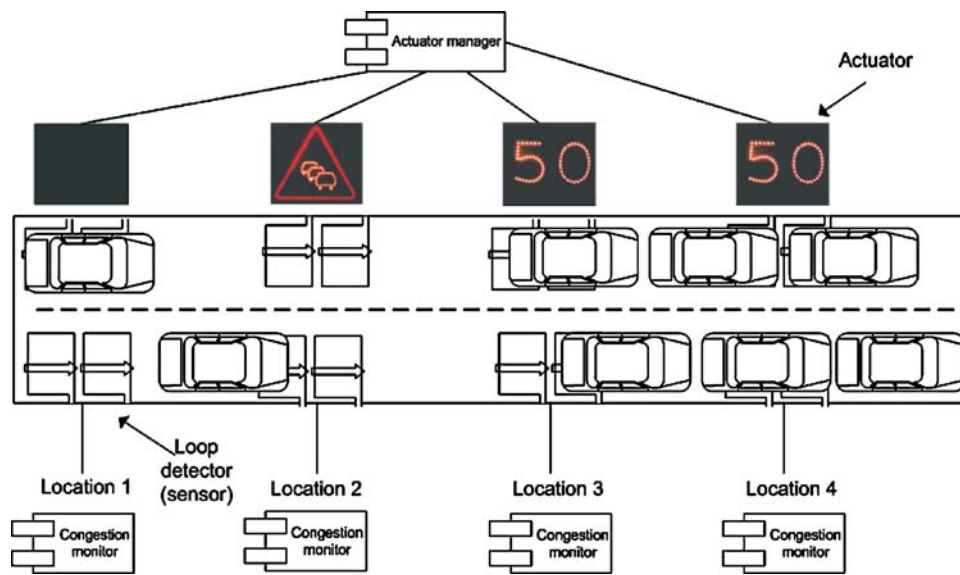 Actuator manager
Actuator
50
50
Loop
detector
(sensor)
Location 1
Location 2
Location 3
Location 4
Congestion
monitor
Congestion
monitor
Congestion
monitor
Congestion
monitor